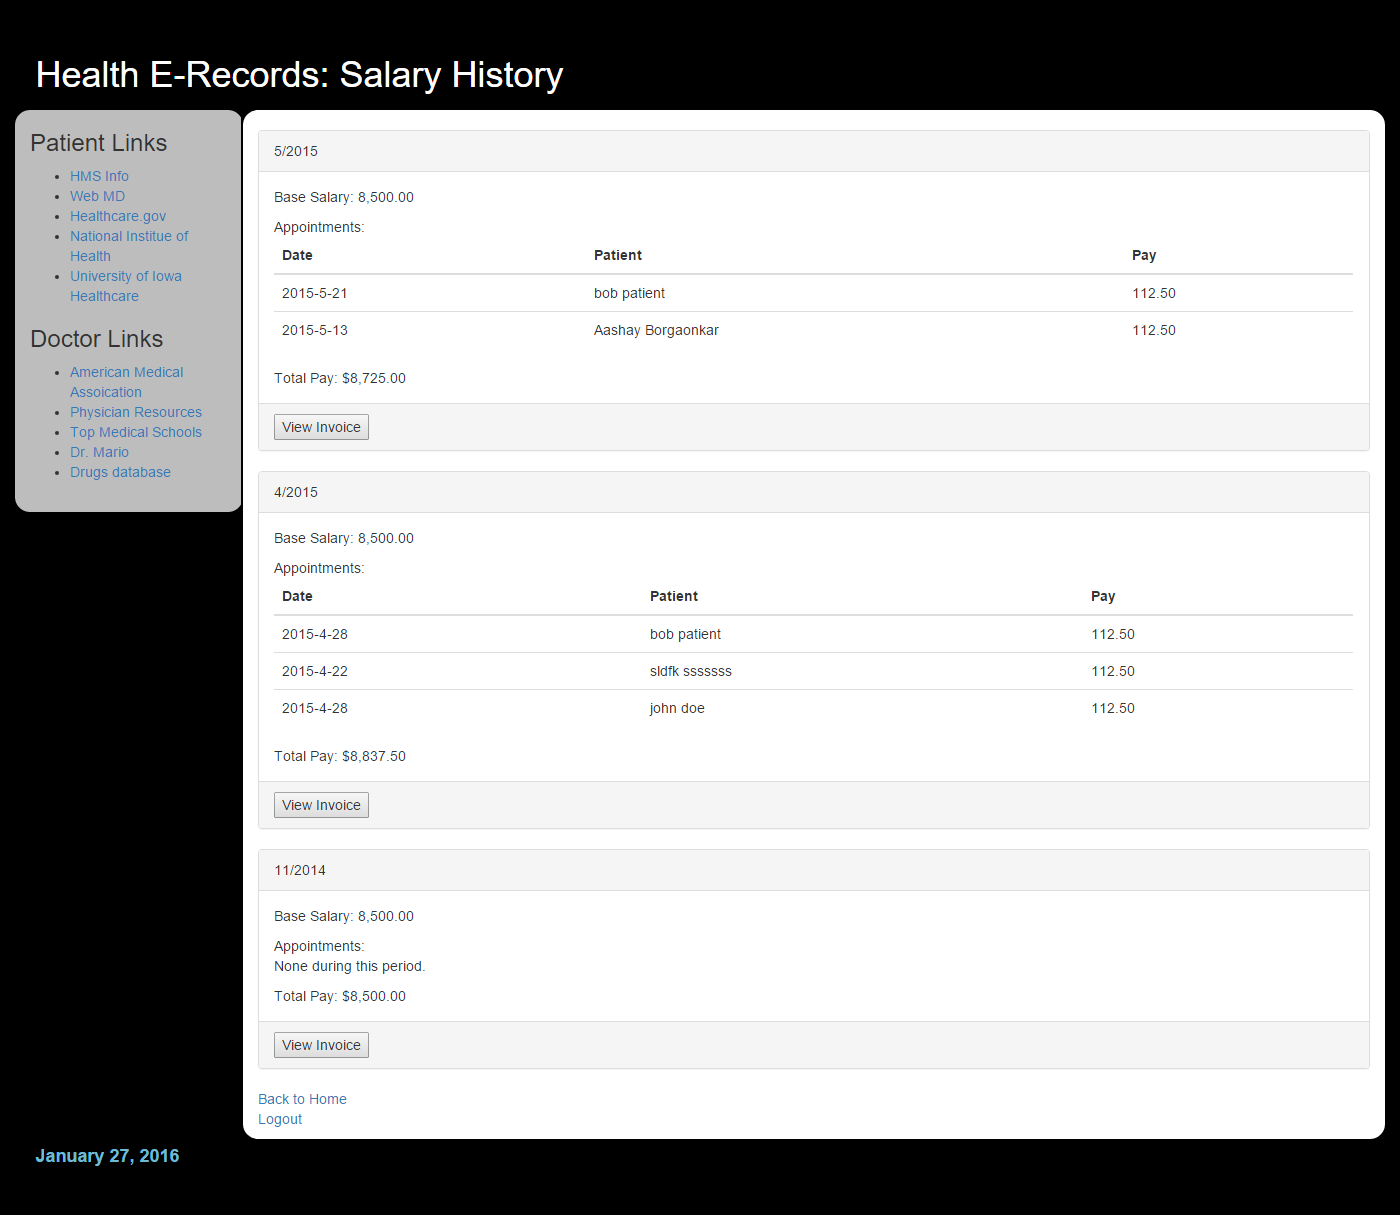 Health E-Records: Salary History
Patient Links
HMS Info
Web MD
Healthcare.gov
National Institue of
Health
University of Iowa
Healthcare
Doctor Links
American Medical
Assoication
Physician Resources
Top Medical Schools
Dr. Mario
Drugs database
5/2015
Base Salary: 8,500.00
Appointments:
Date Patient Pay
2015-5-21 bob patient 112.50
2015-5-13 Aashay Borgaonkar 112.50
Total Pay: $8,725.00
View Invoice
4/2015
Base Salary: 8,500.00
Appointments:
Date Patient Pay
2015-4-28 bob patient 112.50
2015-4-22 sldfk sssssss 112.50
2015-4-28 john doe 112.50
Total Pay: $8,837.50
View Invoice
11/2014
Base Salary: 8,500.00
Appointments:
None during this period.
Total Pay: $8,500.00
View Invoice
Back to Home
Logout
January 27, 2016